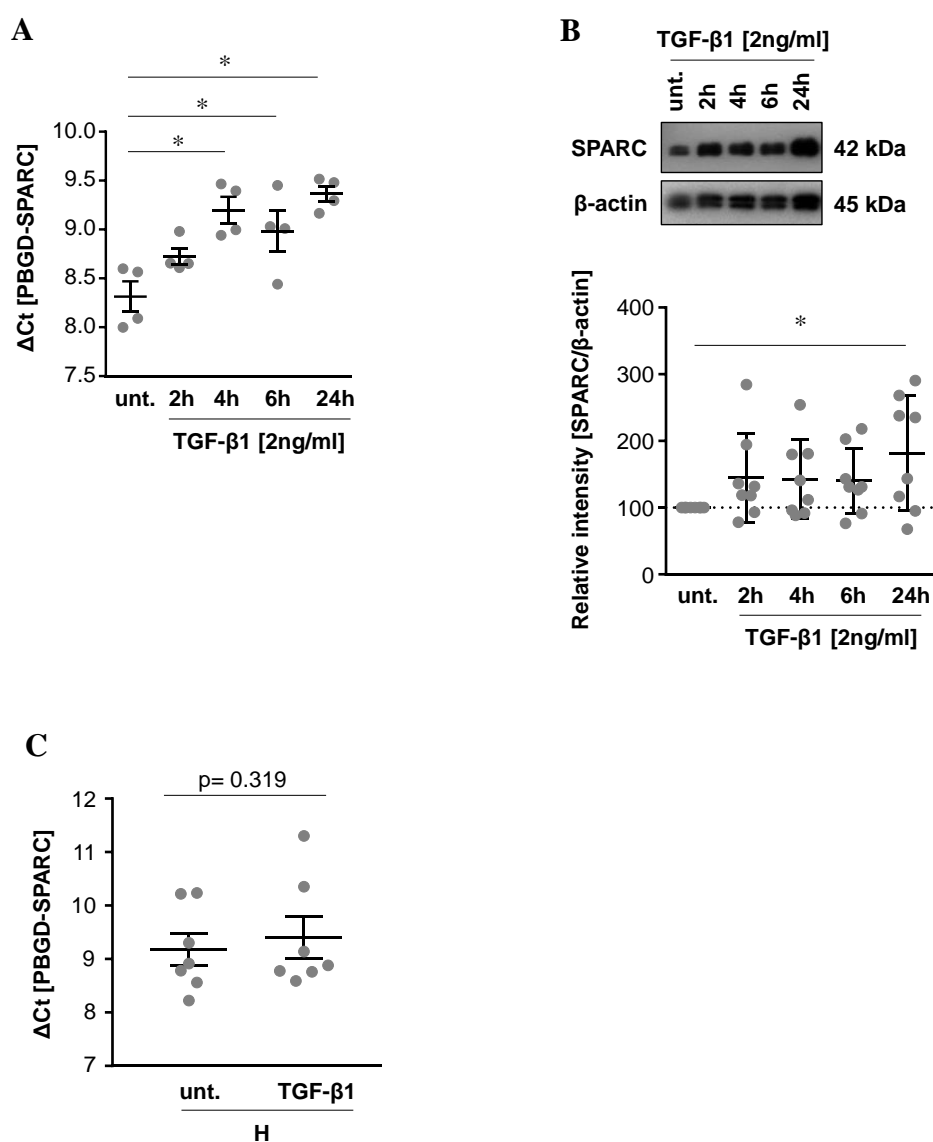 A
*
*
*
ΔCt [PBGD-SPARC]
10.0
9.5
9.0
8.5
8.0
7.5
unt. 2h 4h 6h 24h
TGF-β1 [2ng/ml]
B
TGF-β1 [2ng/ml]
unt. 2h 4h 6h 24h
SPARC 42 kDa
β-actin 45 kDa
Relative intensity [SPARC/β-actin]
*
400
300
200
100
0
unt. 2h 4h 6h 24h
TGF-β1 [2ng/ml]
C
p= 0.319
ΔCt [PBGD-SPARC]
12
11
10
9
8
7
unt. TGF-β1
H